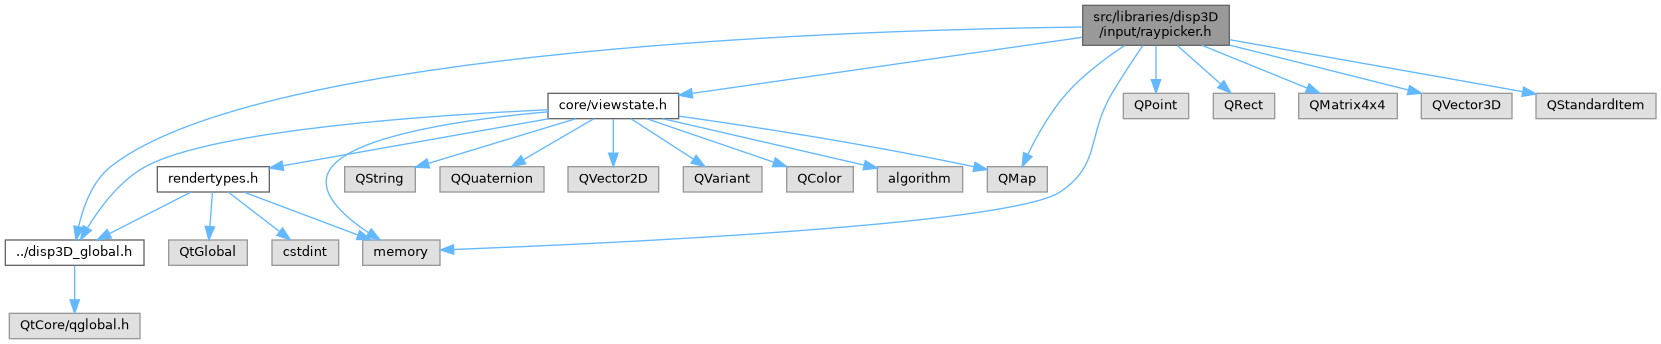 src/libraries/disp3D
/input/raypicker.h
core/viewstate.h
QPoint
QRect
QMatrix4x4
QVector3D
QStandardItem
rendertypes.h
QString
QQuaternion
QVector2D
QVariant
QColor
algorithm
QMap
../disp3D_global.h
QtGlobal
cstdint
memory
QtCore/qglobal.h